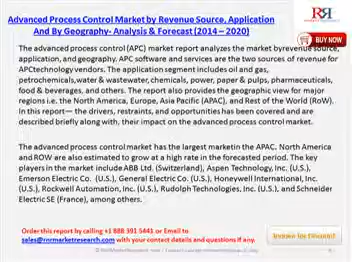 Advanced Process Control Market by Revenue Source, Application
And By Geography- Analysis & Forecast (2014 – 2020)
RnR
BUY NOW
The advanced process control (APC) market report analyzes the market byrevenue source,
application, and geography. APC software and services are the two sources of revenue for
APCtechnology vendors. The application segment includes oil and gas,
petrochemicals,water & wastewater, chemicals, power, paper & pulps, pharmaceuticals,
food & beverages, and others. The report also provides the geographic view for major
regions i.e. the North America, Europe, Asia Pacific (APAC), and Rest of the World (RoW).
In this report— the drivers, restraints, and opportunities has been covered and are
described briefly along with, their impact on the advanced process control market.
The advanced process control market has the largest marketin the APAC. North America
and ROW are also estimated to grow at a high rate in the forecasted period. The key
players in the market include ABB Ltd. (Switzerland), Aspen Technology, Inc. (U.S.),
Emerson Electric Co. (U.S.), General Electric Co. (U.S.), Honeywell International, Inc.
(U.S.), Rockwell Automation, Inc. (U.S.), Rudolph Technologies, Inc. (U.S.), and Schneider
Electric SE (France), among others.
Order this report by calling +1 888 391 5441 or Email to
sales@rnrmarketresearch.com with your contact details and questions if any.